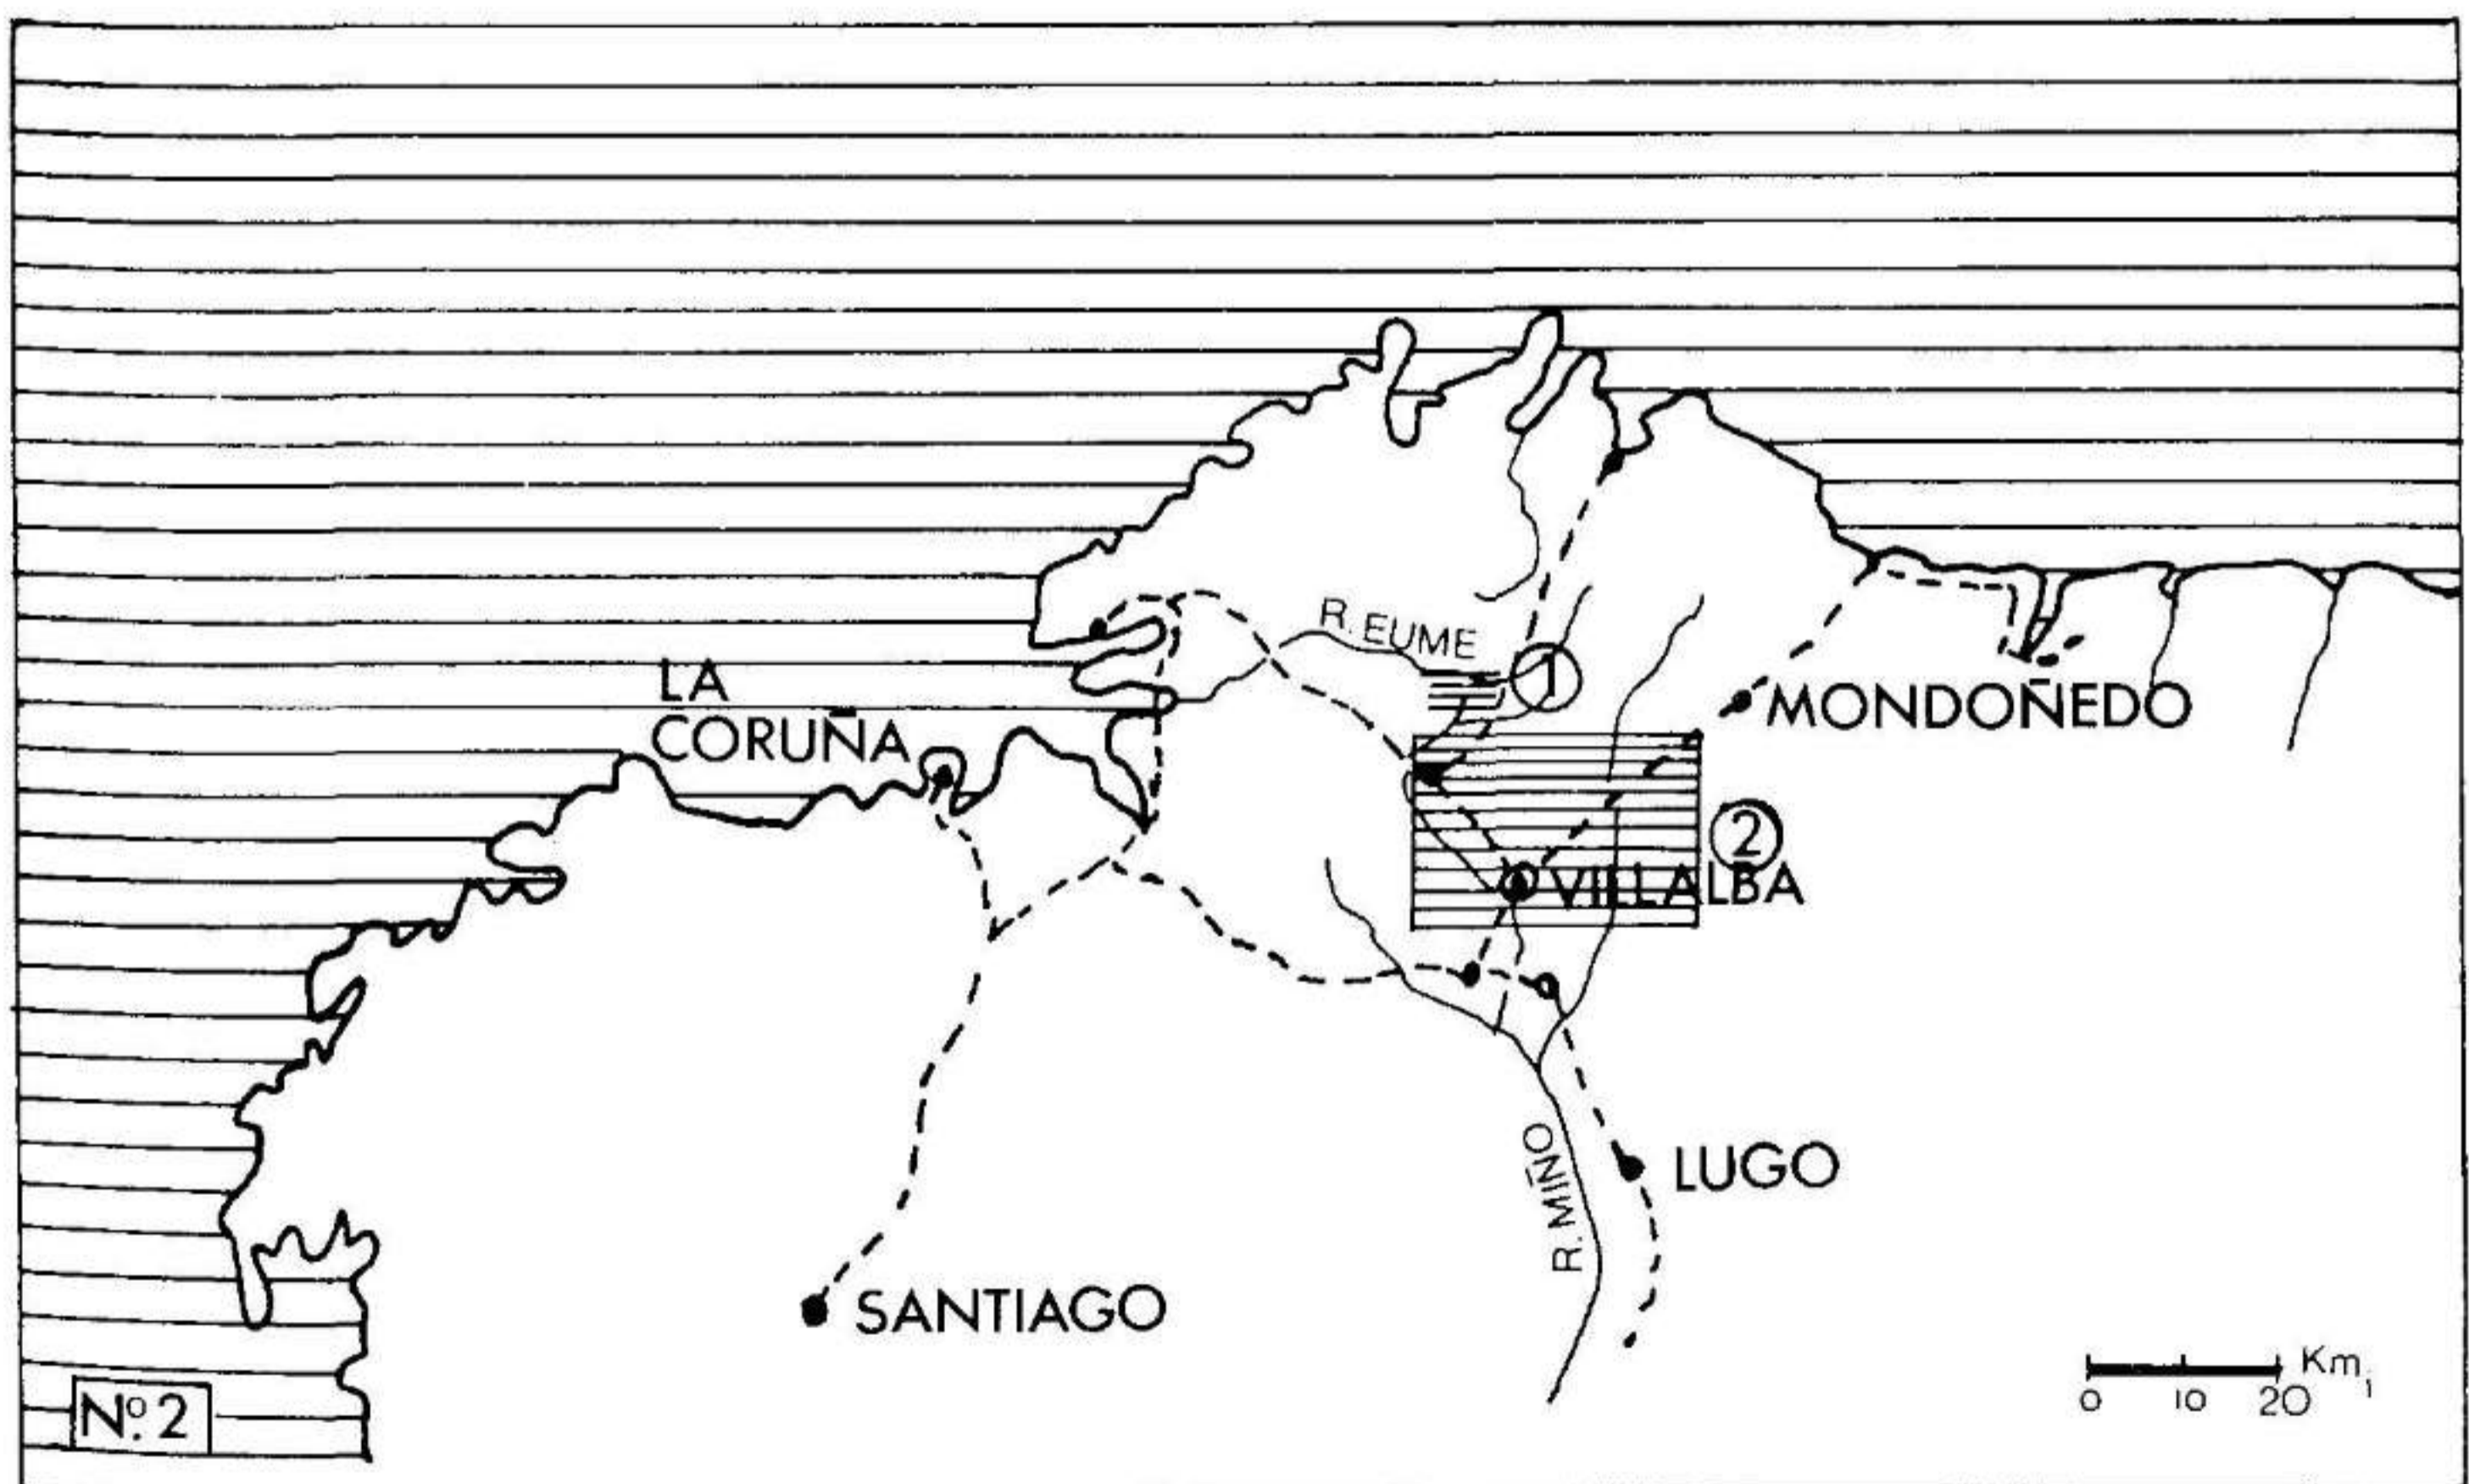 R. EUME
1
LA
CORUÑA
MONDOÑEDO
2
VILLALBA
R. MIÑO
LUGO
SANTIAGO
Km
0 10 20
Nº.2